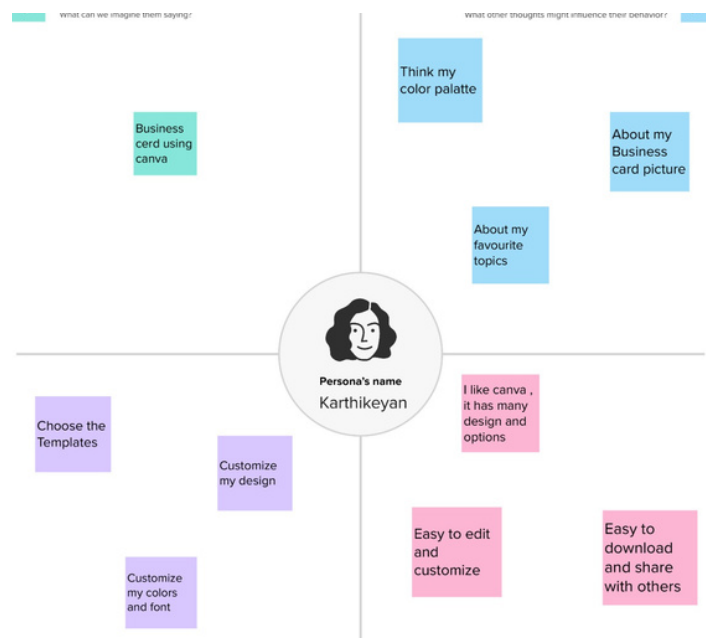 What can we imagine them saying?
What other thoughts might influence their behavior?
Business
cerd using
canva
Think my
color palatte
About my
Business
card picture
About my
favourite
topics
Persona's name
Karthikeyan
Choose the
Templates
Customize
my design
Customize
my colors
and font
I like canva ,
it has many
design and
options
Easy to edit
and
customize
Easy to
download
and share
with others